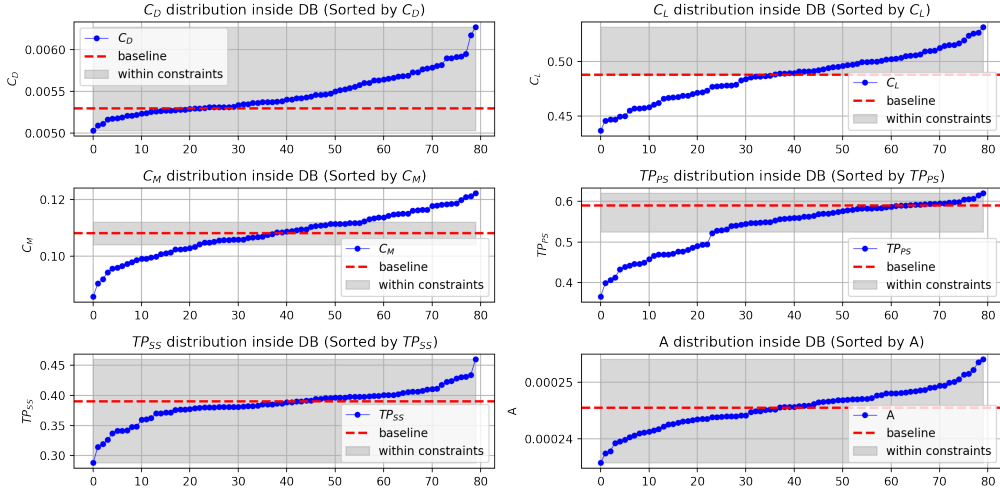 C_D distribution inside DB (Sorted by C_D)
C_D
0.0060
0.0055
0.0050
C_D
baseline
within constraints
0 10 20 30 40 50 60 70 80
C_L distribution inside DB (Sorted by C_L)
C_L
0.50
0.45
C_L
baseline
within constraints
0 10 20 30 40 50 60 70 80
C_M distribution inside DB (Sorted by C_M)
C_M
0.12
0.10
C_M
baseline
within constraints
0 10 20 30 40 50 60 70 80
TP_PS distribution inside DB (Sorted by TP_PS)
TP_PS
0.6
0.5
0.4
TP_PS
baseline
within constraints
0 10 20 30 40 50 60 70 80
TP_SS distribution inside DB (Sorted by TP_SS)
TP_SS
0.45
0.40
0.35
0.30
TP_SS
baseline
within constraints
0 10 20 30 40 50 60 70 80
A distribution inside DB (Sorted by A)
A
0.00025
0.00024
A
baseline
within constraints
0 10 20 30 40 50 60 70 80